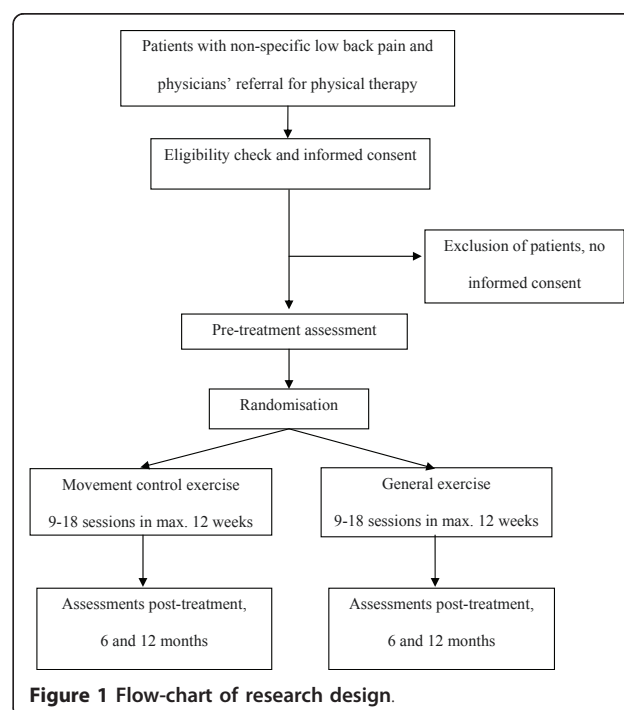 Patients with non-specific low back pain and
physicians’ referral for physical therapy
Eligibility check and informed consent
Exclusion of patients, no
informed consent
Pre-treatment assessment
Randomisation
Movement control exercise
9-18 sessions in max. 12 weeks
General exercise
9-18 sessions in max. 12 weeks
Assessments post-treatment,
6 and 12 months
Assessments post-treatment,
6 and 12 months
Figure 1 Flow-chart of research design.